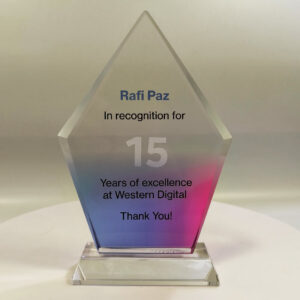 Rafi Paz
In recognition for
15
Years of excellence
at Western Digital
Thank You!